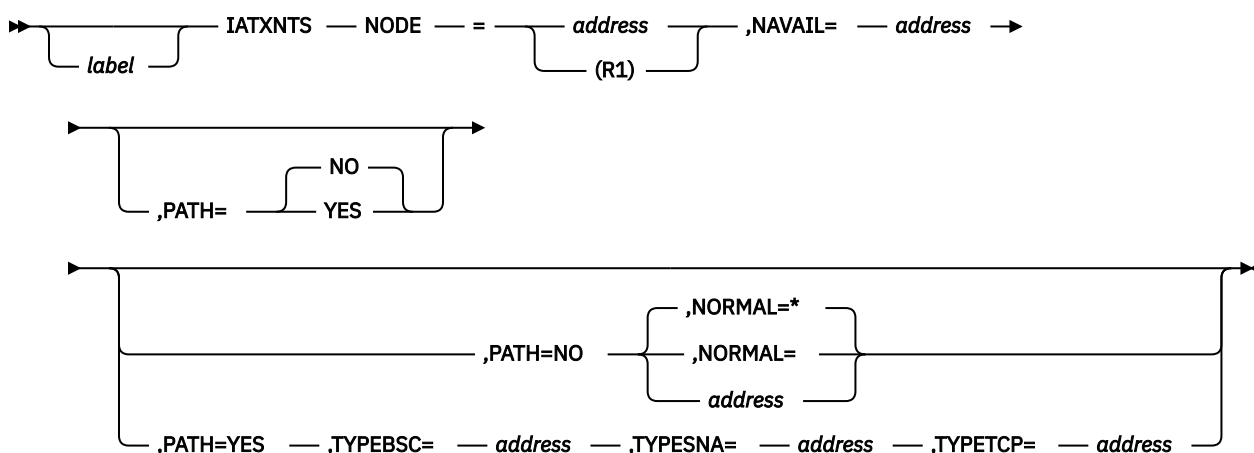 IATXNTS NODE = address ,NAVAIL= address
label (R1)
NO
,PATH= YES
,NORMAL=*
,PATH=NO ,NORMAL=
address
,PATH=YES ,TYPEBSC= address ,TYPESNA= address ,TYPETCP= address